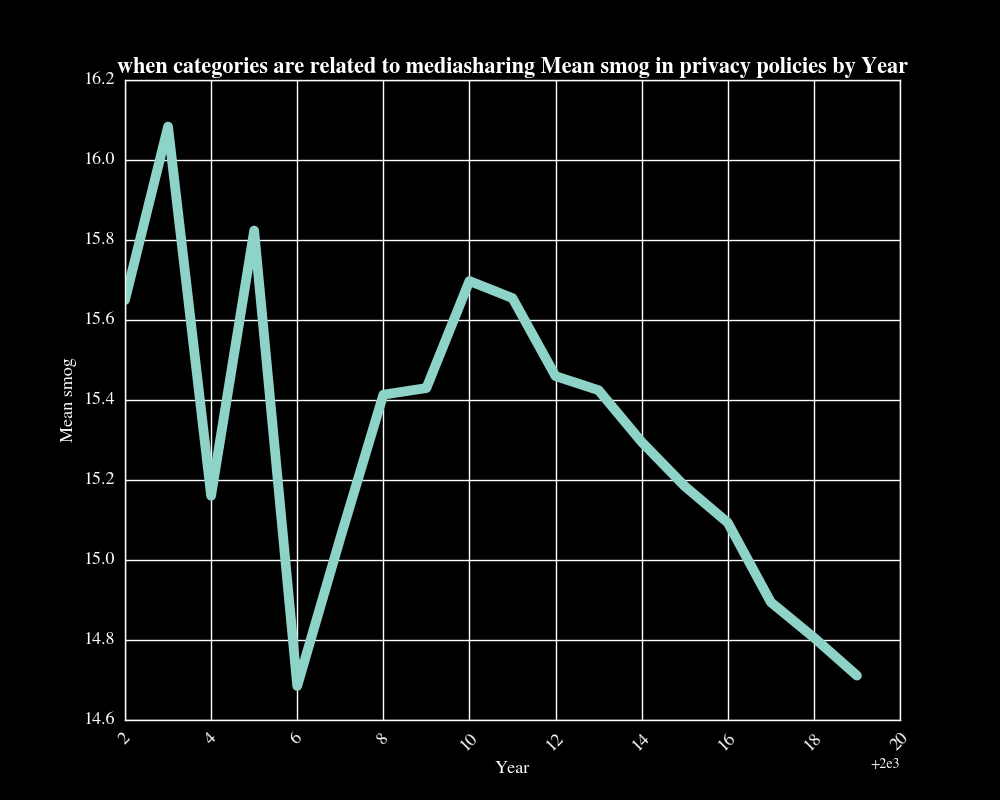 when categories are related to mediasharing Mean smog in privacy policies by Year
16.2
16.0
15.8
15.6
15.4
15.2
15.0
14.8
14.6
Mean smog
2 4 6 8 10 12 14 16 18 20
Year
+2e3